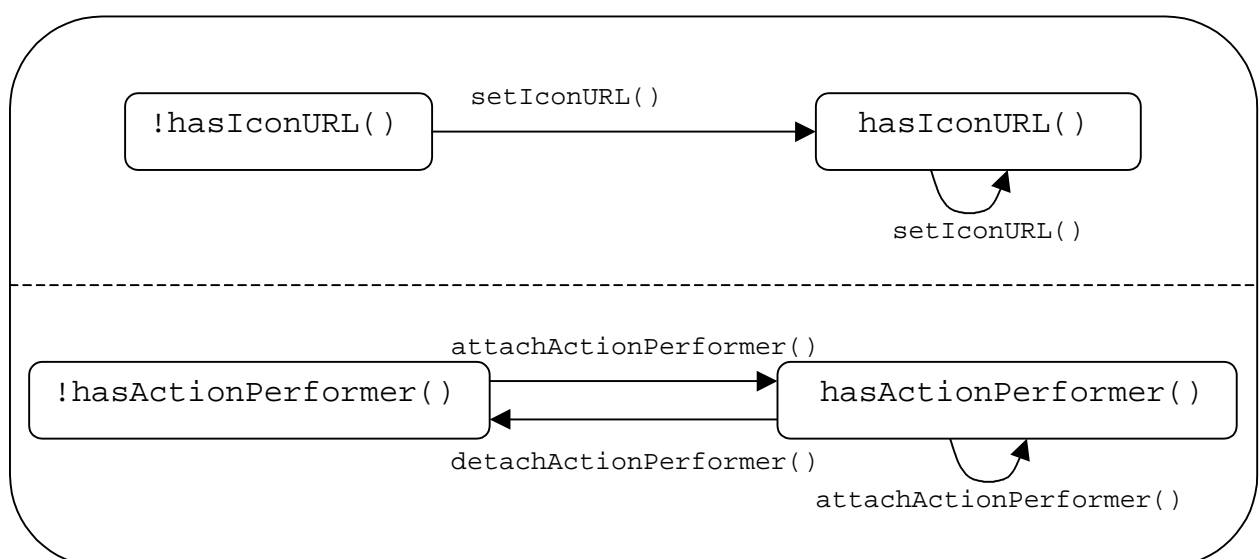 setIconURL()
!hasIconURL()
hasIconURL()
setIconURL()
attachActionPerformer()
!hasActionPerformer()
hasActionPerformer()
detachActionPerformer()
attachActionPerformer()